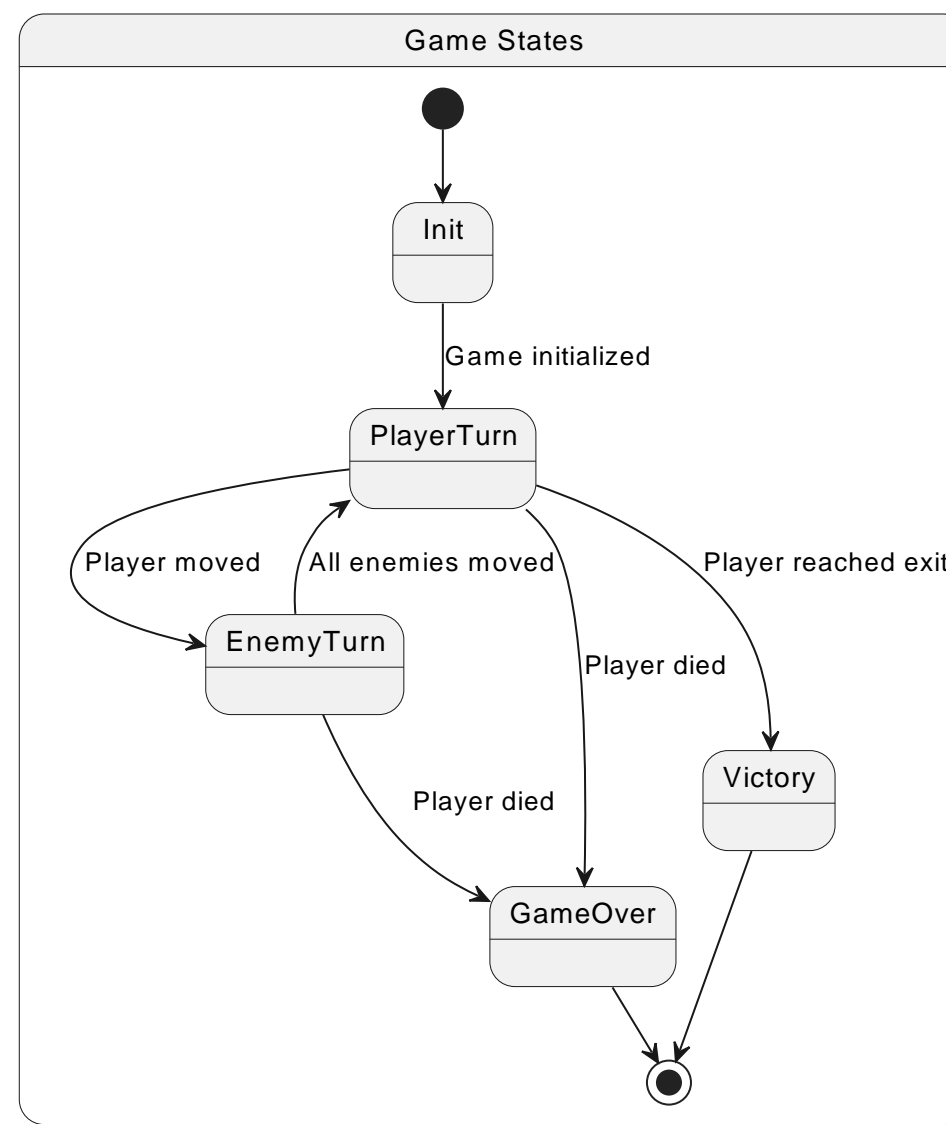 Game States
Init
Game initialized
PlayerTurn
Player moved
All enemies moved
Player reached exit
EnemyTurn
Player died
Victory
Player died
GameOver